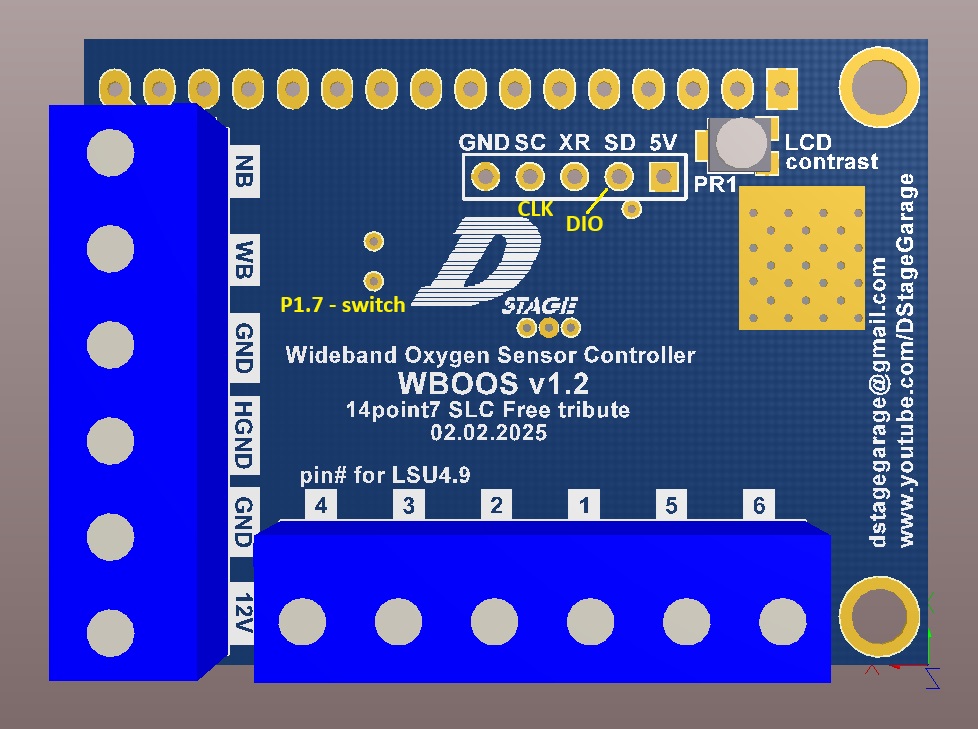 GND SC XR SD 5V
LCD
contrast
PR1
CLK
DIO
NB
WB
GND
HGND
GND
12V
P1.7 - switch
D
STAGE
Wideband Oxygen Sensor Controller
WBOOS v1.2
14point7 SLC Free tribute
02.02.2025
pin# for LSU4.9
4 3 2 1 5 6
dstagegarage@gmail.com
www.youtube.com/DStageGarage
X
Z